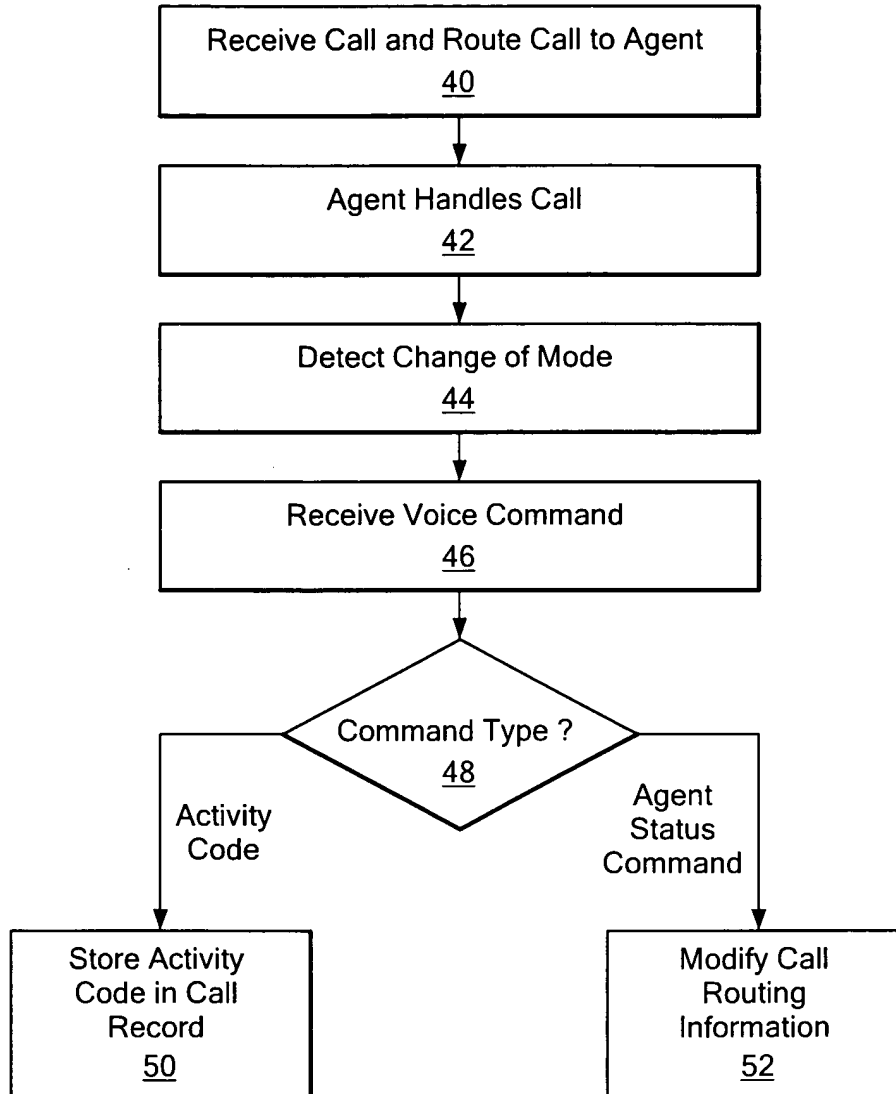 Receive Call and Route Call to Agent
40
Agent Handles Call
42
Detect Change of Mode
44
Receive Voice Command
46
Command Type ?
48
Activity
Code
Agent
Status
Command
Store Activity
Code in Call
Record
50
Modify Call
Routing
Information
52